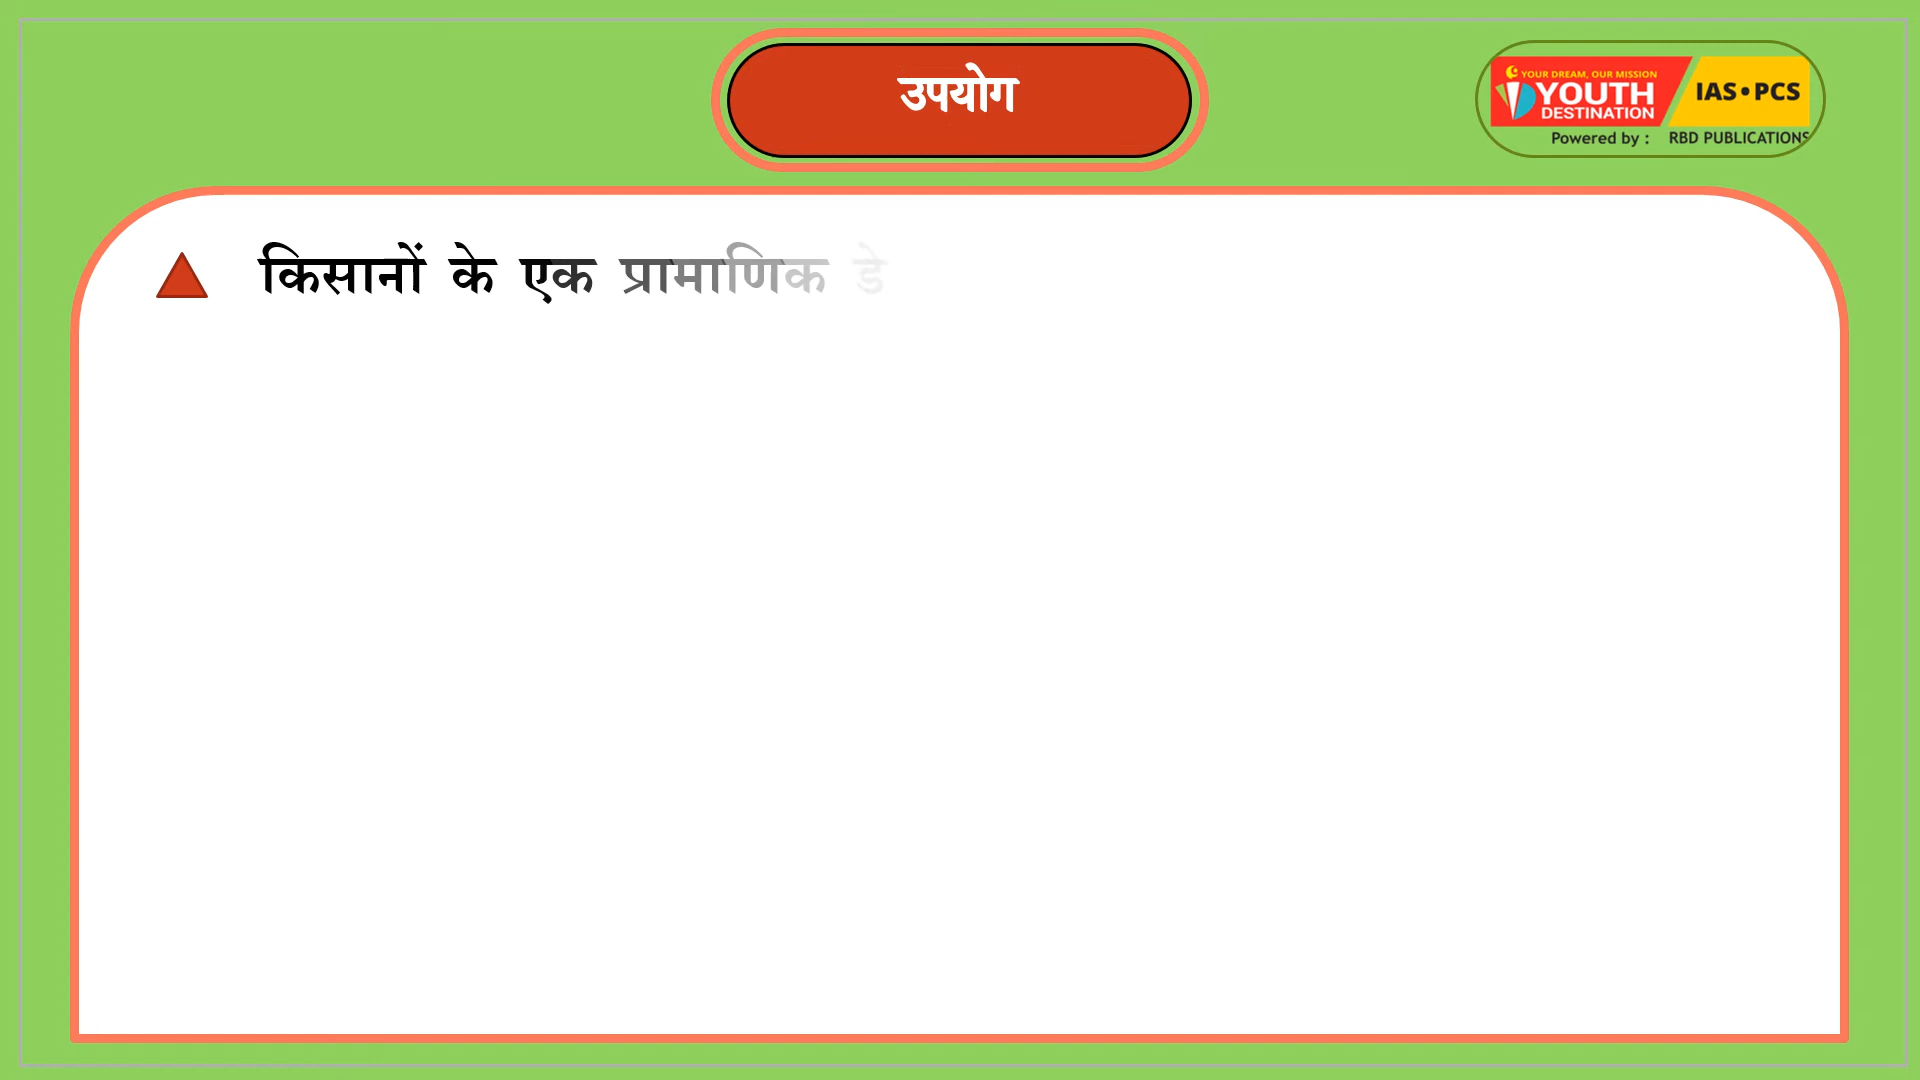 उपयोग
YOUR DREAM, OUR MISSION
YOUTH
DESTINATION
IAS•PCS
Powered by : RBD PUBLICATIONS
किसानों के एक प्रामाणिक डे